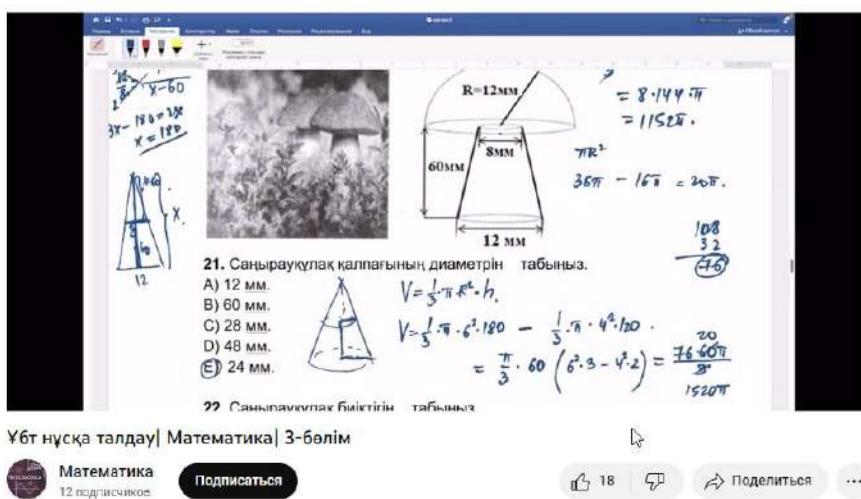 x-60
3x-180=2x
x=180
x-60
x
8
60
12
R=12мм
60мм
8мм
12 мм
= 8·144·π
= 1152π.
πR²
36π - 16π = 20π.
108
32
76
21. Саңырауқұлақ қалпағының диаметрін табыңыз.
A) 12 мм.
B) 60 мм.
C) 28 мм.
D) 48 мм.
E) 24 мм.
V=1/3·π·R²·h.
V=1/3·π·6²·180 - 1/3·π·4²·120.
= π/3·60(6²·3-4²·2) = 76·60π/3
20
1520π
22. Саңырауқұлақ биіктігін табыңыз
Ұбт нұсқа талдау| Математика| 3-бөлім
Математика
12 подписчиков
Подписаться
18
Поделиться